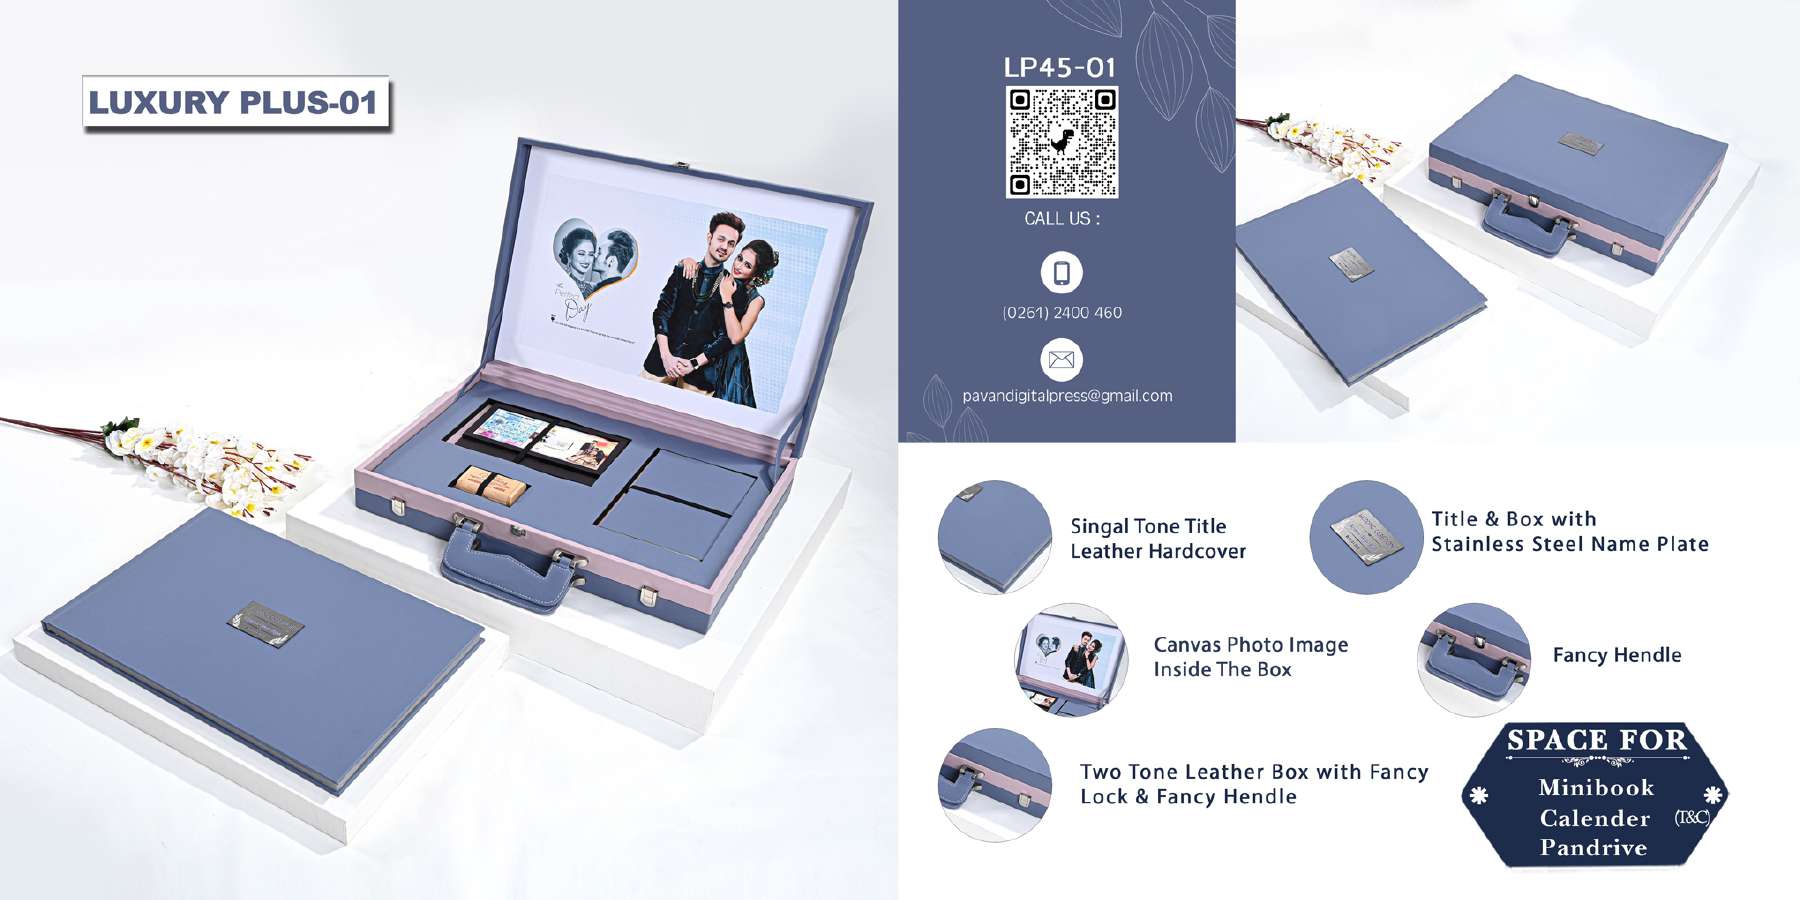 LUXURY PLUS-01
Perfect
Day
LP45-01
CALL US :
(0261) 2400 460
pavandigitalpress@gmail.com
Singal Tone Title
Leather Hardcover
Title & Box with
Stainless Steel Name Plate
Canvas Photo Image
Inside The Box
Fancy Hendle
Two Tone Leather Box with Fancy
Lock & Fancy Hendle
SPACE FOR
Minibook
Calender (T&C)
Pandrive